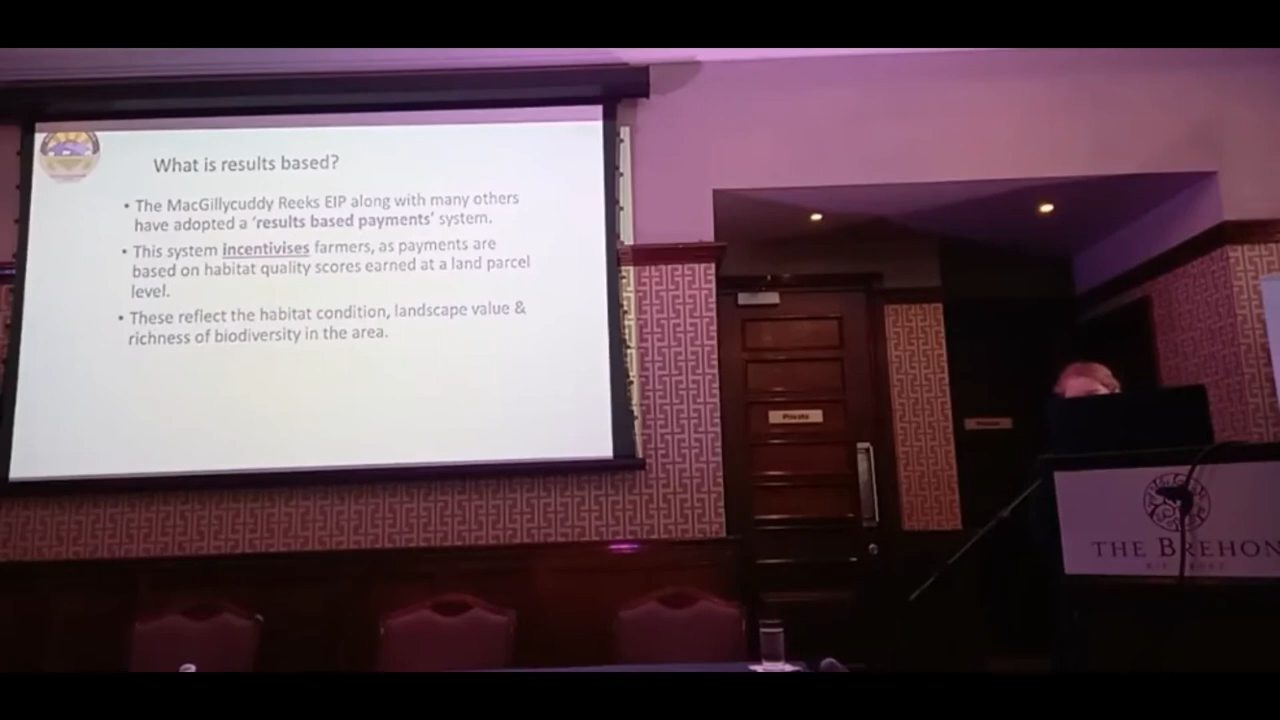 What is results based?
• The MacGillycuddy Reeks EIP along with many others
have adopted a ‘results based payments’ system.
• This system incentivises farmers, as payments are
based on habitat quality scores earned at a land parcel
level.
• These reflect the habitat condition, landscape value &
richness of biodiversity in the area.
Private
THE BREHON